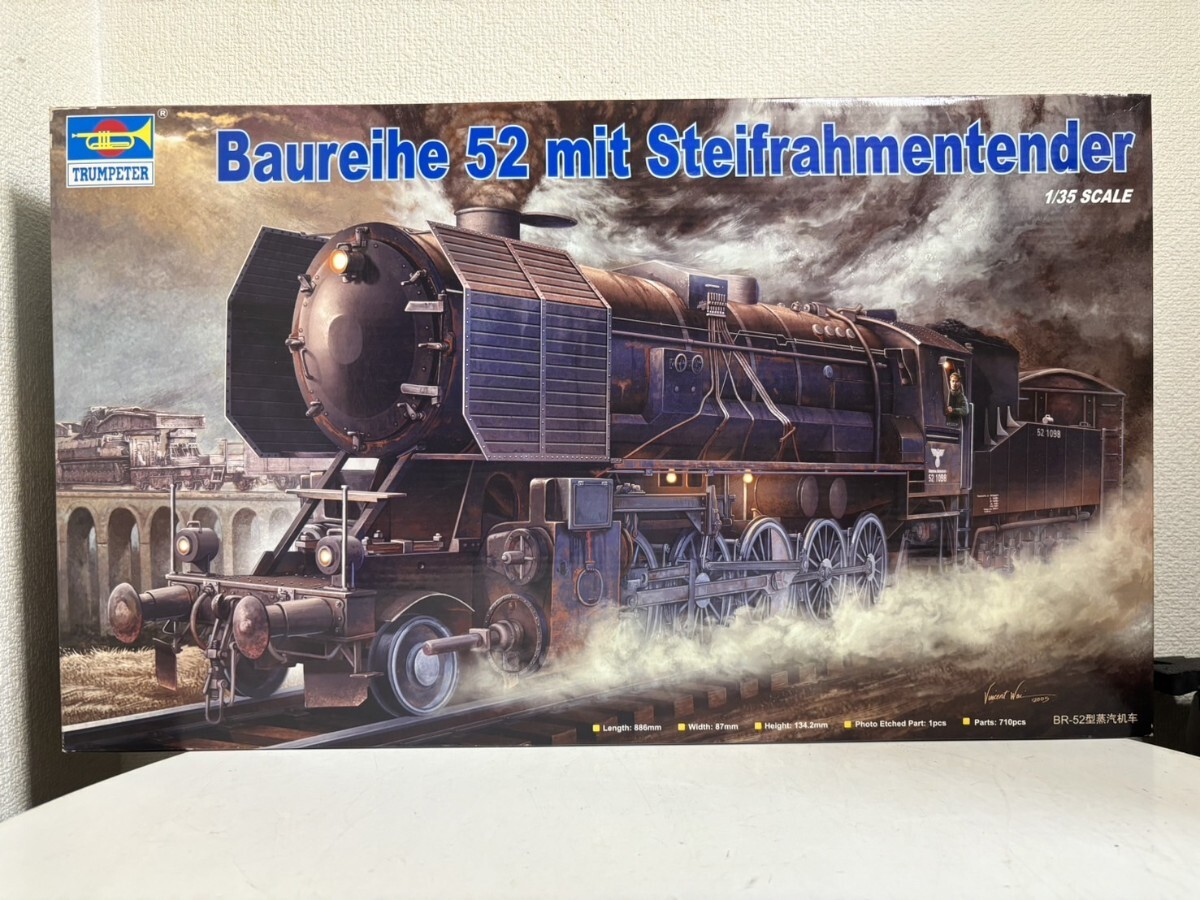 ®
TRUMPETER
Baureihe 52 mit Steifrahmentender
1/35 SCALE
52 1098
52 1098
Length: 886mm Width: 87mm Height: 134.2mm Photo Etched Part: 1pcs Parts: 710pcs
BR-52型蒸汽机车